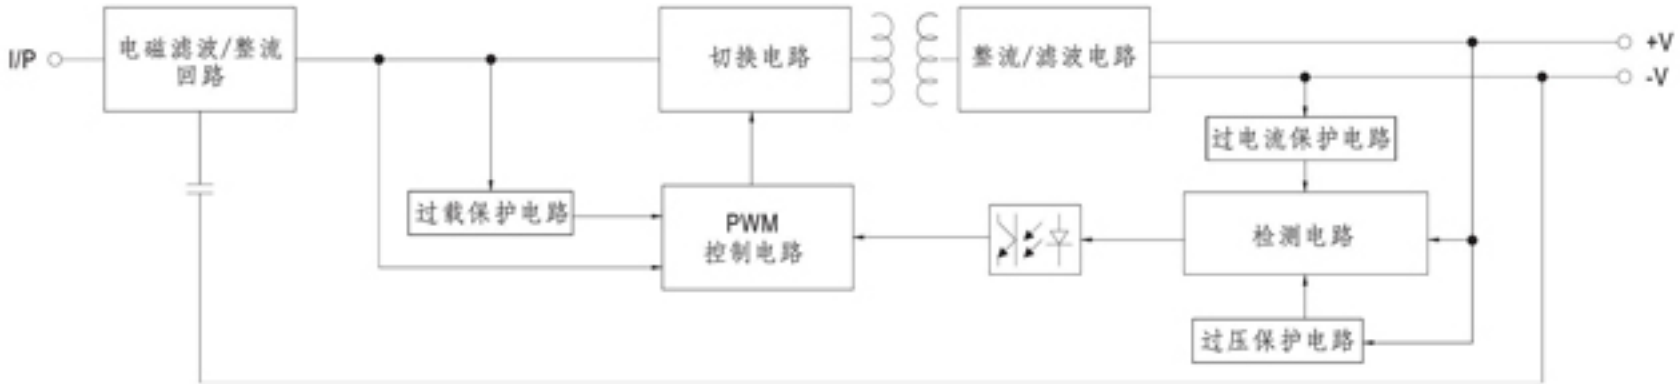 I/P
电磁滤波/整流
回路
切换电路
整流/滤波电路
+V
-V
过电流保护电路
过载保护电路
PWM
控制电路
检测电路
过压保护电路